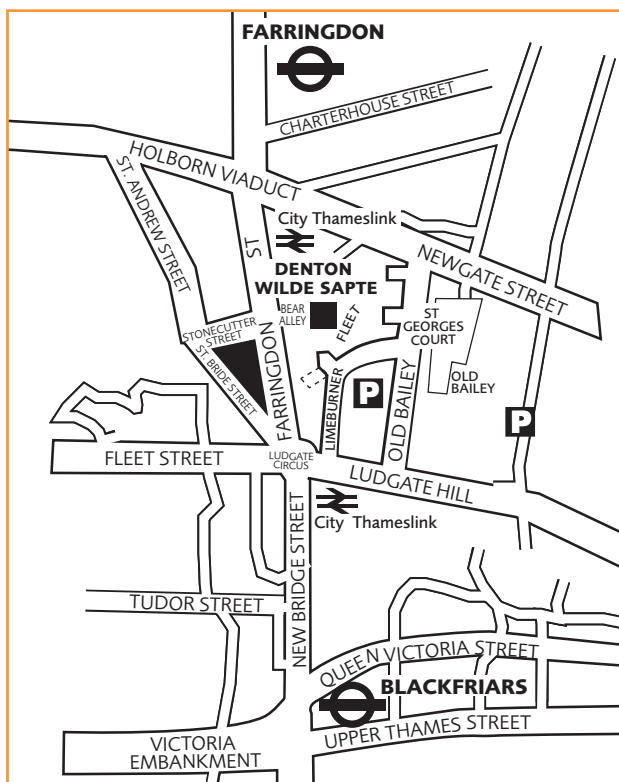 FARRINGDON
CHARTERHOUSE STREET
HOLBORN VIADUCT
ST. ANDREW STREET
City Thameslink
NEWGATE STREET
DENTON
WILDE SAPTE
BEAR
ALLEY
FLEET
ST
GEORGES
COURT
STONECUTTER
STREET
ST. BRIDE STREET
FARRINGDON ST
LIMEBURNER
P
OLD BAILEY
OLD
BAILEY
P
FLEET STREET
LUDGATE
CIRCUS
LUDGATE HILL
City Thameslink
NEW BRIDGE STREET
TUDOR STREET
QUEEN VICTORIA STREET
BLACKFRIARS
UPPER THAMES STREET
VICTORIA
EMBANKMENT